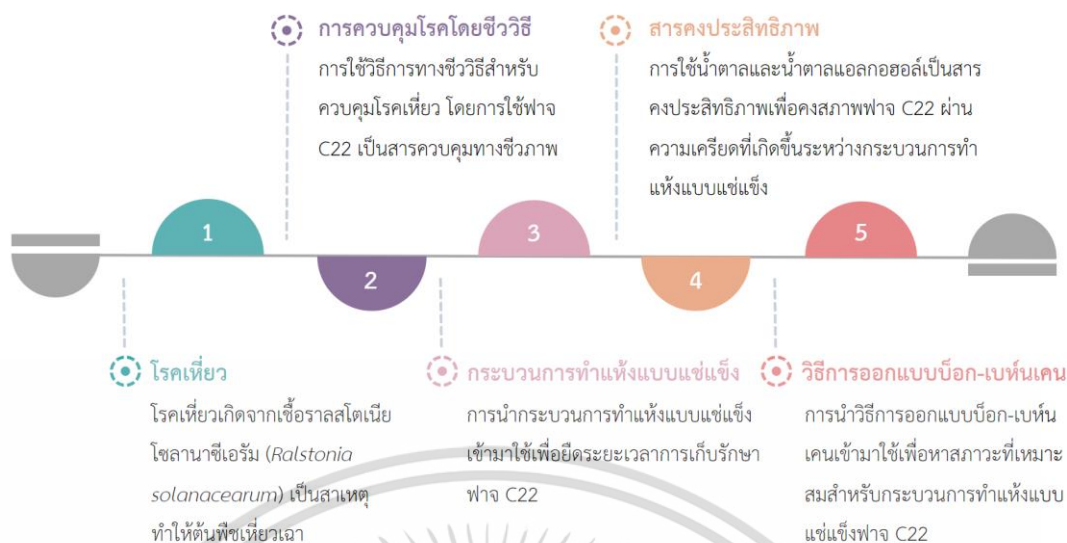 การควบคุมโรคโดยชีววิธี
การใช้วิธีการทางชีววิธีสำหรับ
ควบคุมโรคเหี่ยว โดยการใช้ฟาจ
C22 เป็นสารควบคุมทางชีวภาพ
สารคงประสิทธิภาพ
การใช้น้ำตาลและน้ำตาลแอลกอฮอล์เป็นสาร
คงประสิทธิภาพเพื่อคงสภาพฟาจ C22 ผ่าน
ความเครียดที่เกิดขึ้นระหว่างกระบวนการทำ
แห้งแบบแช่แข็ง
1
2
3
4
5
โรคเหี่ยว
โรคเหี่ยวเกิดจากเชื้อราลสโตเนีย
โซลานาซีเอรัม (Ralstonia
solanacearum) เป็นสาเหตุ
ทำให้ต้นพืชเหี่ยวเฉา
กระบวนการทำแห้งแบบแช่แข็ง
การนำกระบวนการทำแห้งแบบแช่แข็ง
เข้ามาใช้เพื่อยืดระยะเวลาการเก็บรักษา
ฟาจ C22
วิธีการออกแบบบ็อก-เบห์นเคน
การนำวิธีการออกแบบบ็อก-เบห์น
เคนเข้ามาใช้เพื่อหาสภาวะที่เหมาะ
สมสำหรับกระบวนการทำแห้งแบบ
แช่แข็งฟาจ C22